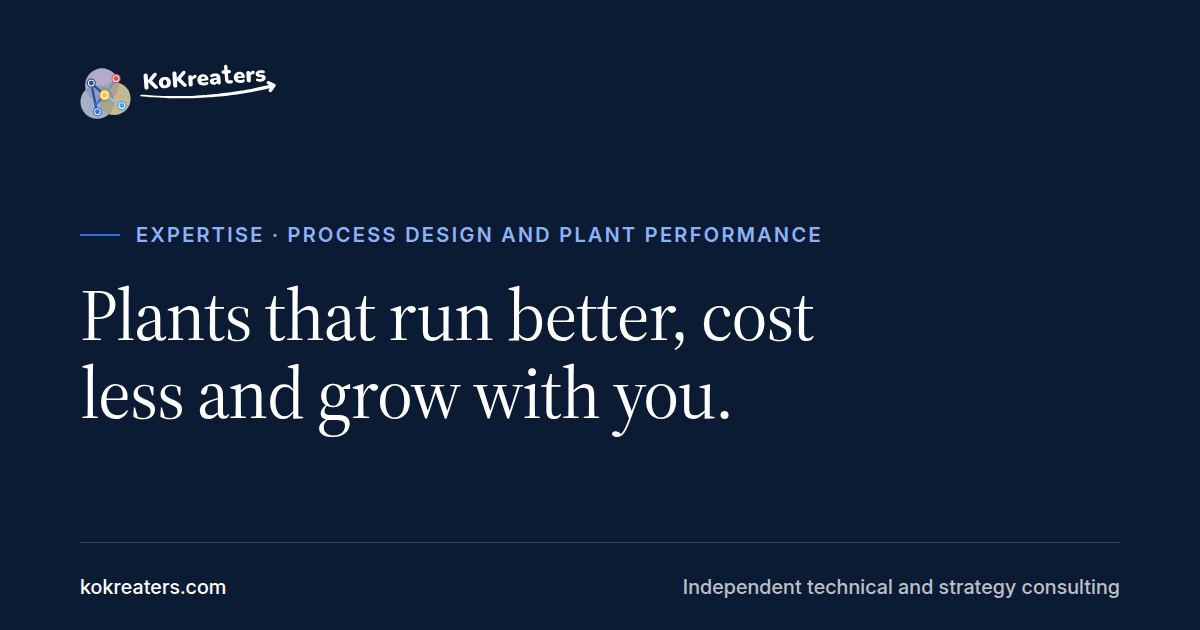 KoKreaters
EXPERTISE · PROCESS DESIGN AND PLANT PERFORMANCE
Plants that run better, cost
less and grow with you.
kokreaters.com
Independent technical and strategy consulting